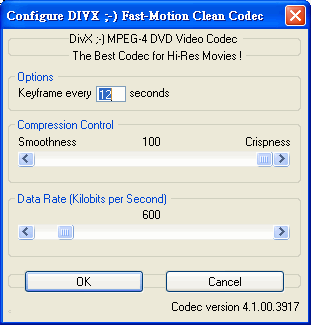 Configure DIVX ;-) Fast-Motion Clean Codec
DivX ;-) MPEG-4 DVD Video Codec
The Best Codec for Hi-Res Movies !
Options
Keyframe every 12 seconds
Compression Control
Smoothness 100 Crispness
Data Rate (Kilobits per Second)
600
OK Cancel
Codec version 4.1.00.3917